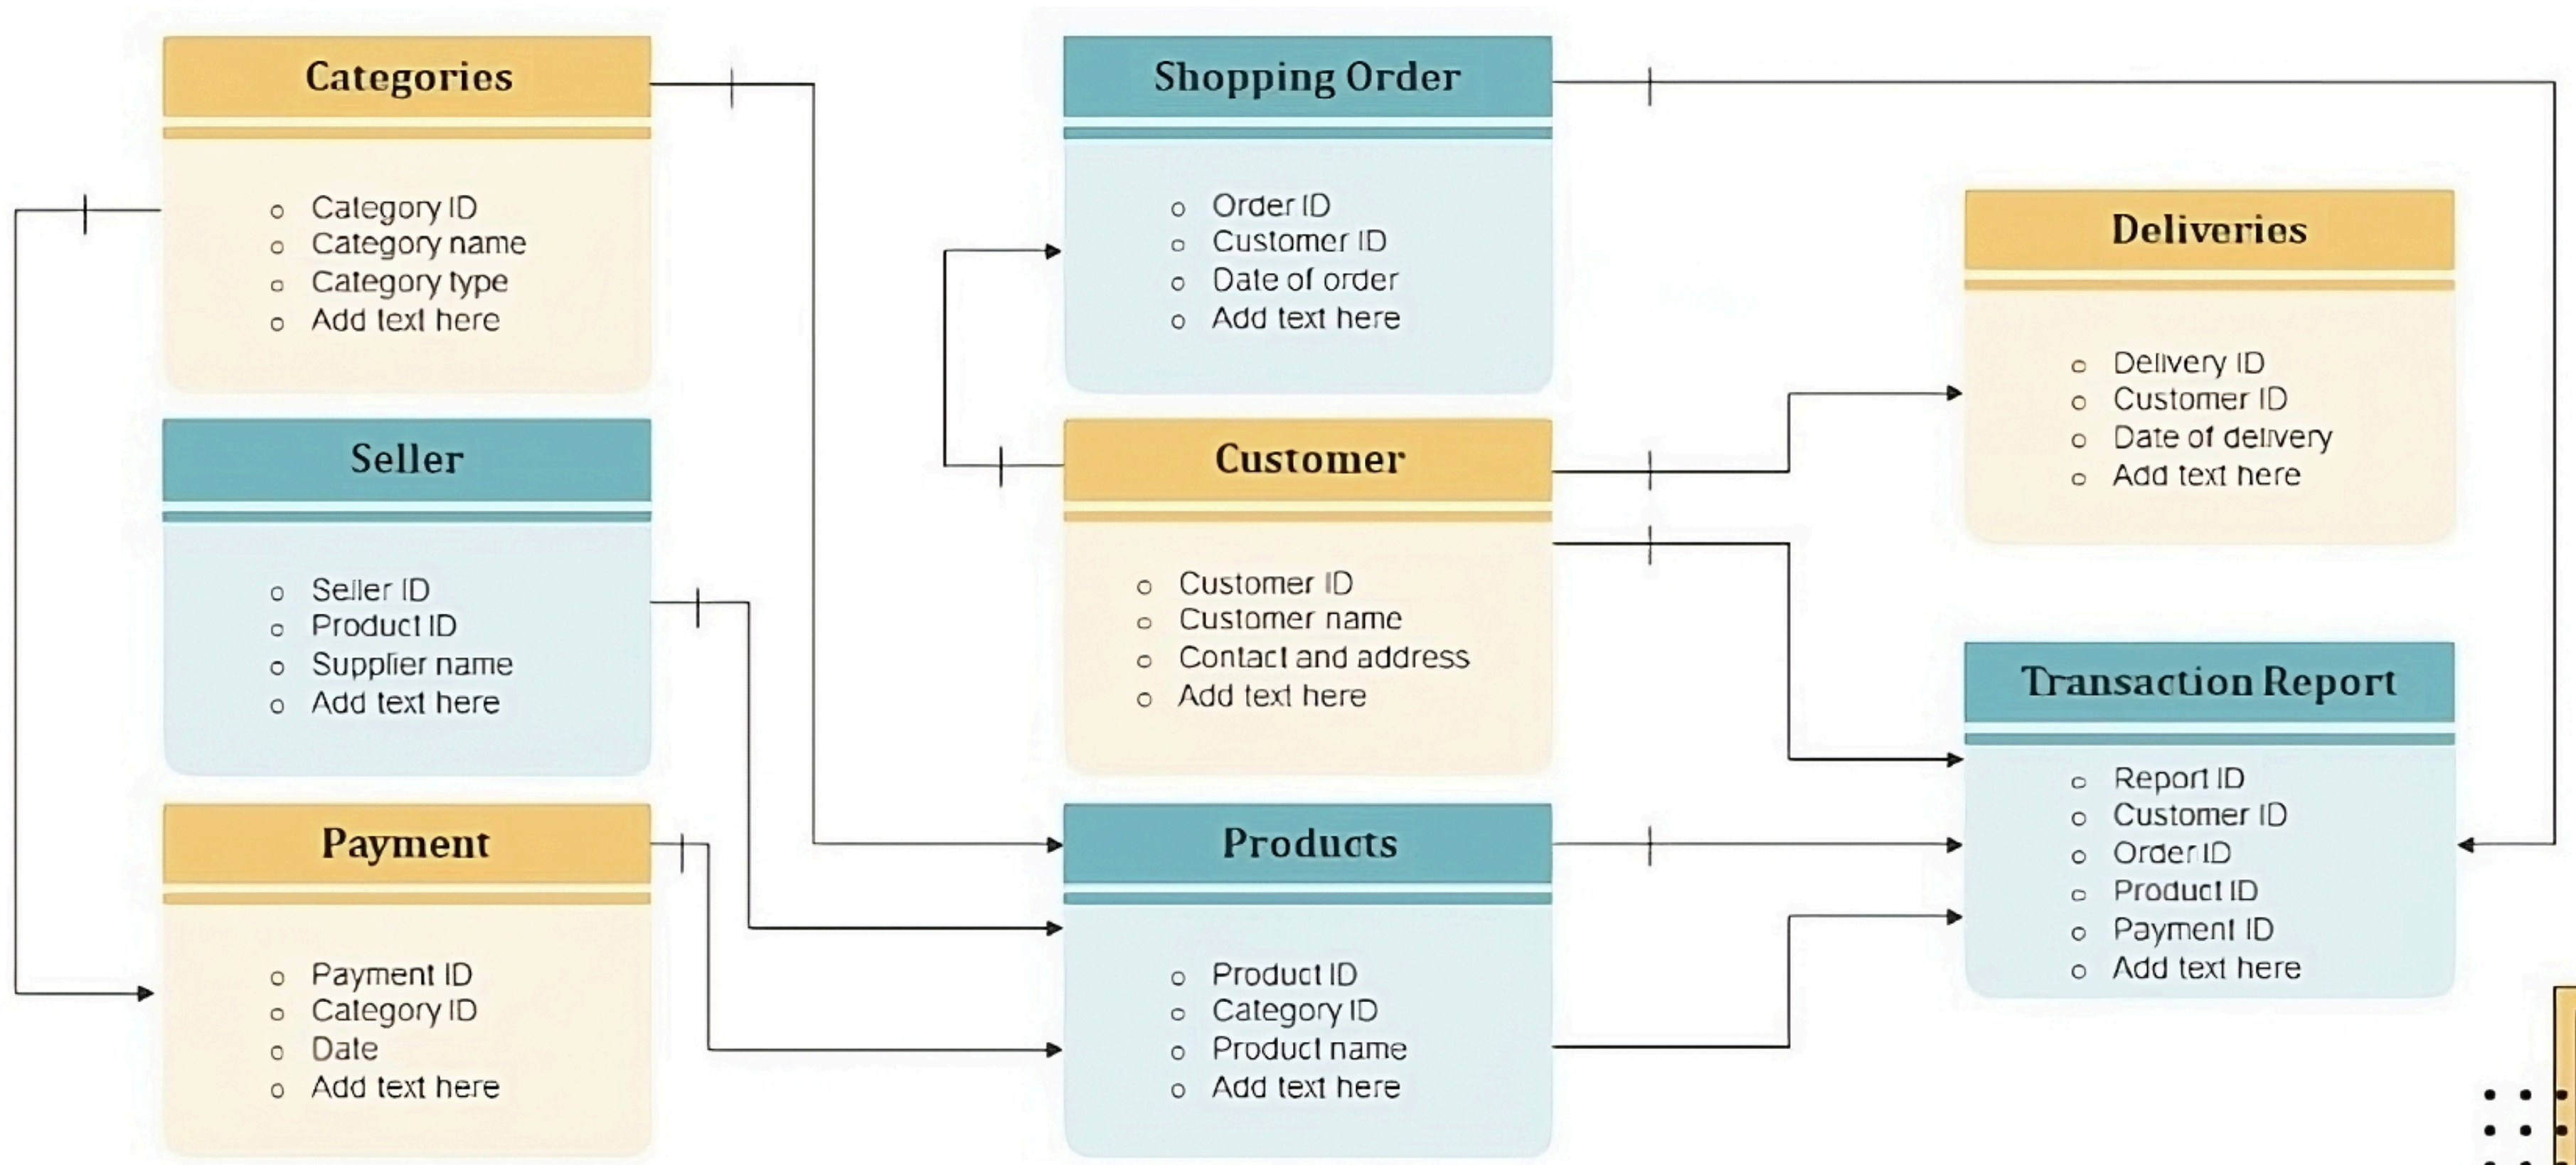 Categories
Category ID
Category name
Category type
Add text here
Seller
Seller ID
Product ID
Supplier name
Add text here
Payment
Payment ID
Category ID
Date
Add text here
Shopping Order
Order ID
Customer ID
Date of order
Add text here
Customer
Customer ID
Customer name
Contact and address
Add text here
Products
Product ID
Category ID
Product name
Add text here
Deliveries
Delivery ID
Customer ID
Date of delivery
Add text here
Transaction Report
Report ID
Customer ID
Order ID
Product ID
Payment ID
Add text here